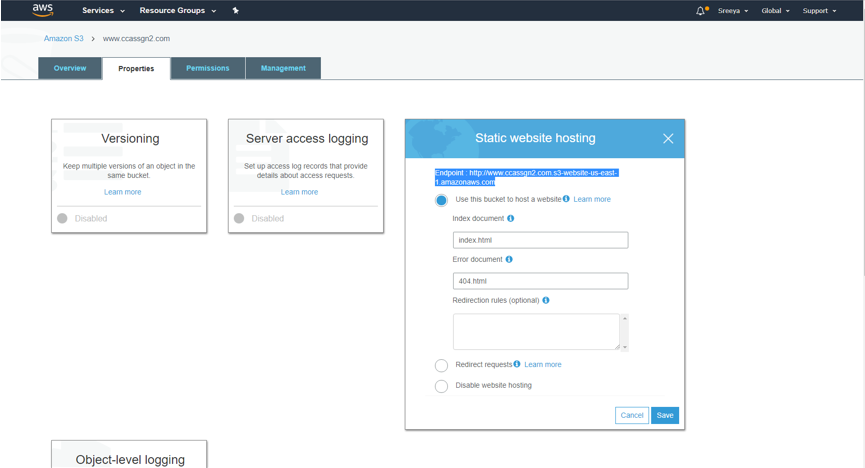 aws
Services
Resource Groups
Sreeya
Global
Support
Amazon S3 > www.ccassgn2.com
Overview
Properties
Permissions
Management
Versioning
Keep multiple versions of an object in the
same bucket.
Learn more
Disabled
Server access logging
Set up access log records that provide
details about access requests.
Learn more
Disabled
Static website hosting
Endpoint : http://www.ccassgn2.com.s3-website-us-east-
1.amazonaws.com
Use this bucket to host a website Learn more
Index document
index.html
Error document
404.html
Redirection rules (optional)
Redirect requests Learn more
Disable website hosting
Cancel
Save
Object-level logging